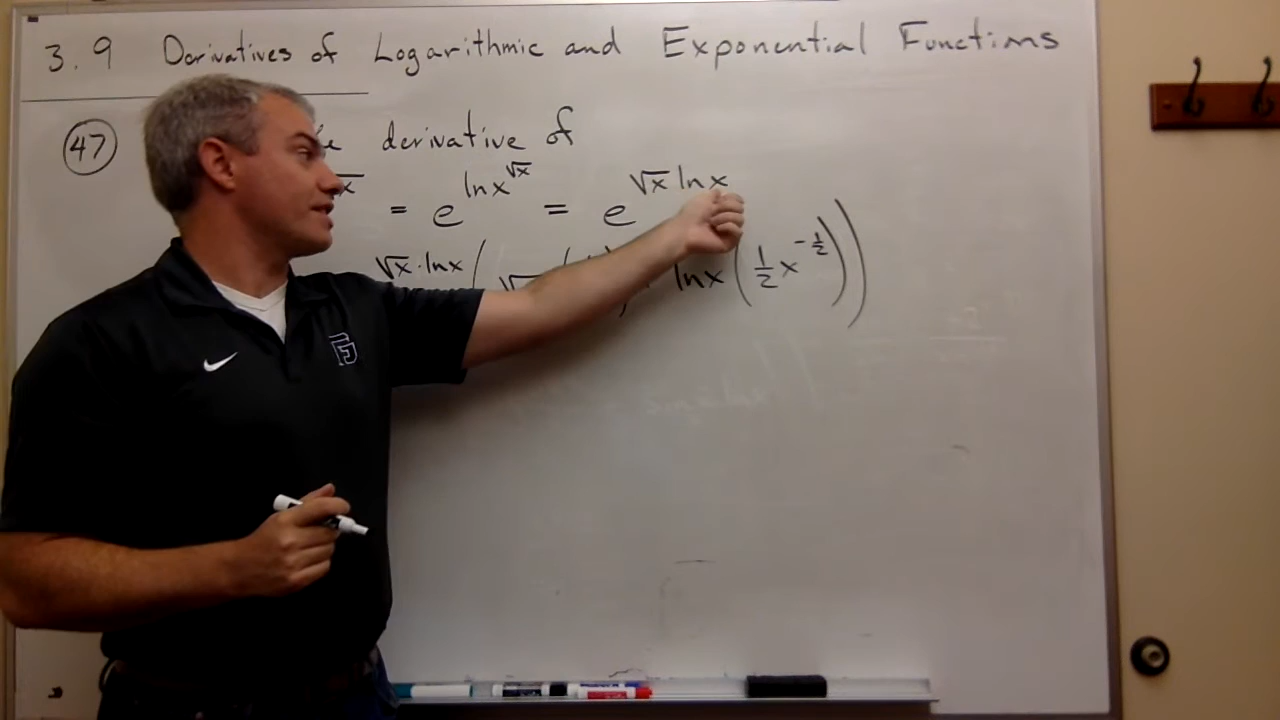 3.9 Derivatives of Logarithmic and Exponential Functions
47 derivative of
x = e^{ln x^{√x}} = e^{√x ln x}
√x · ln x ( √ ln x ( 1/2 x^{-1/2} ) )